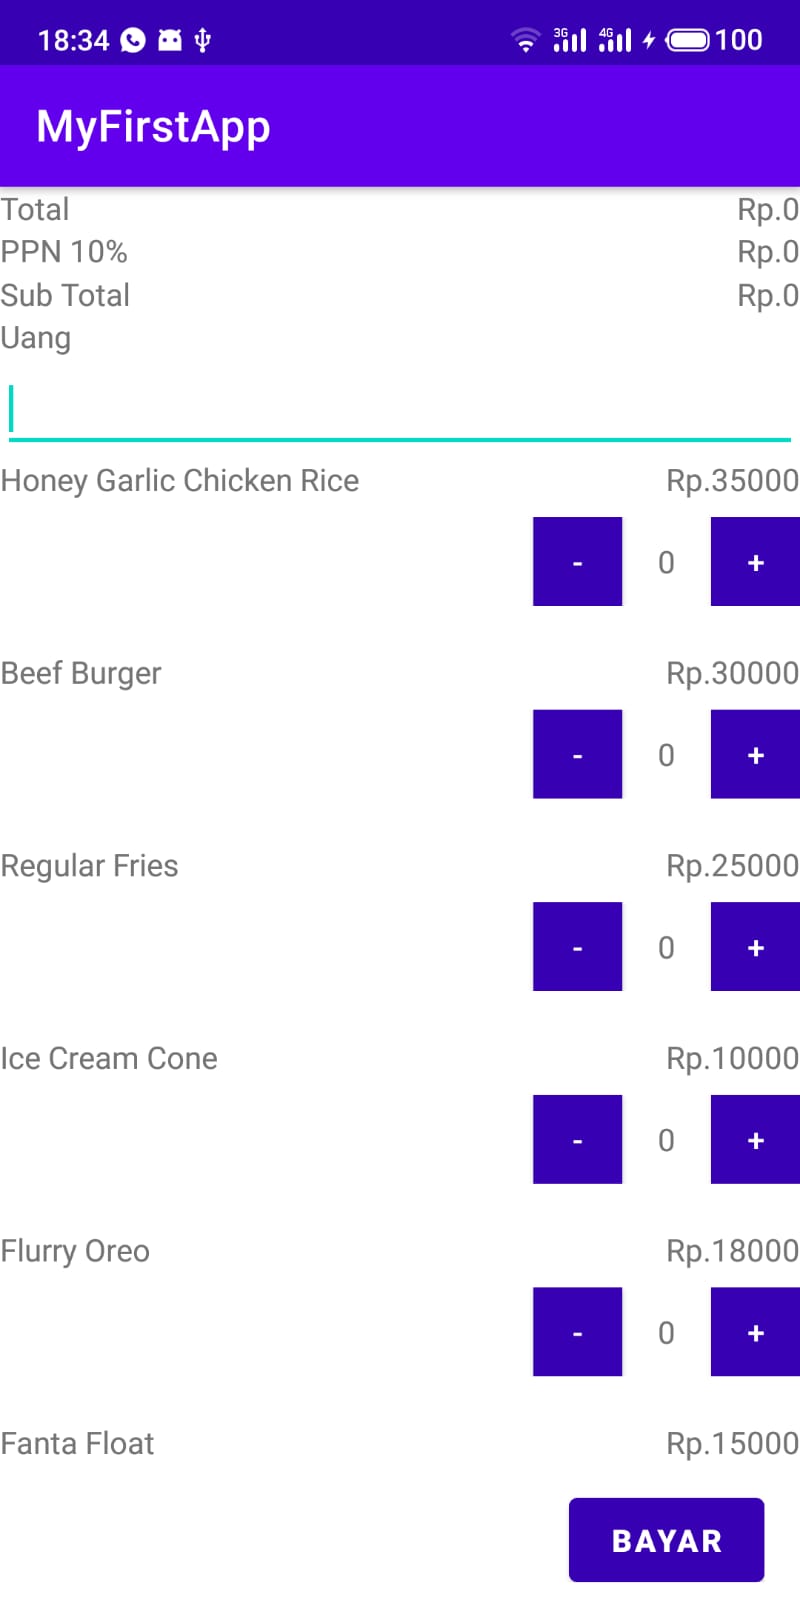 18:34 3G 4G 100
MyFirstApp
Total Rp.0
PPN 10% Rp.0
Sub Total Rp.0
Uang
Honey Garlic Chicken Rice Rp.35000
- 0 +
Beef Burger Rp.30000
- 0 +
Regular Fries Rp.25000
- 0 +
Ice Cream Cone Rp.10000
- 0 +
Flurry Oreo Rp.18000
- 0 +
Fanta Float Rp.15000
BAYAR